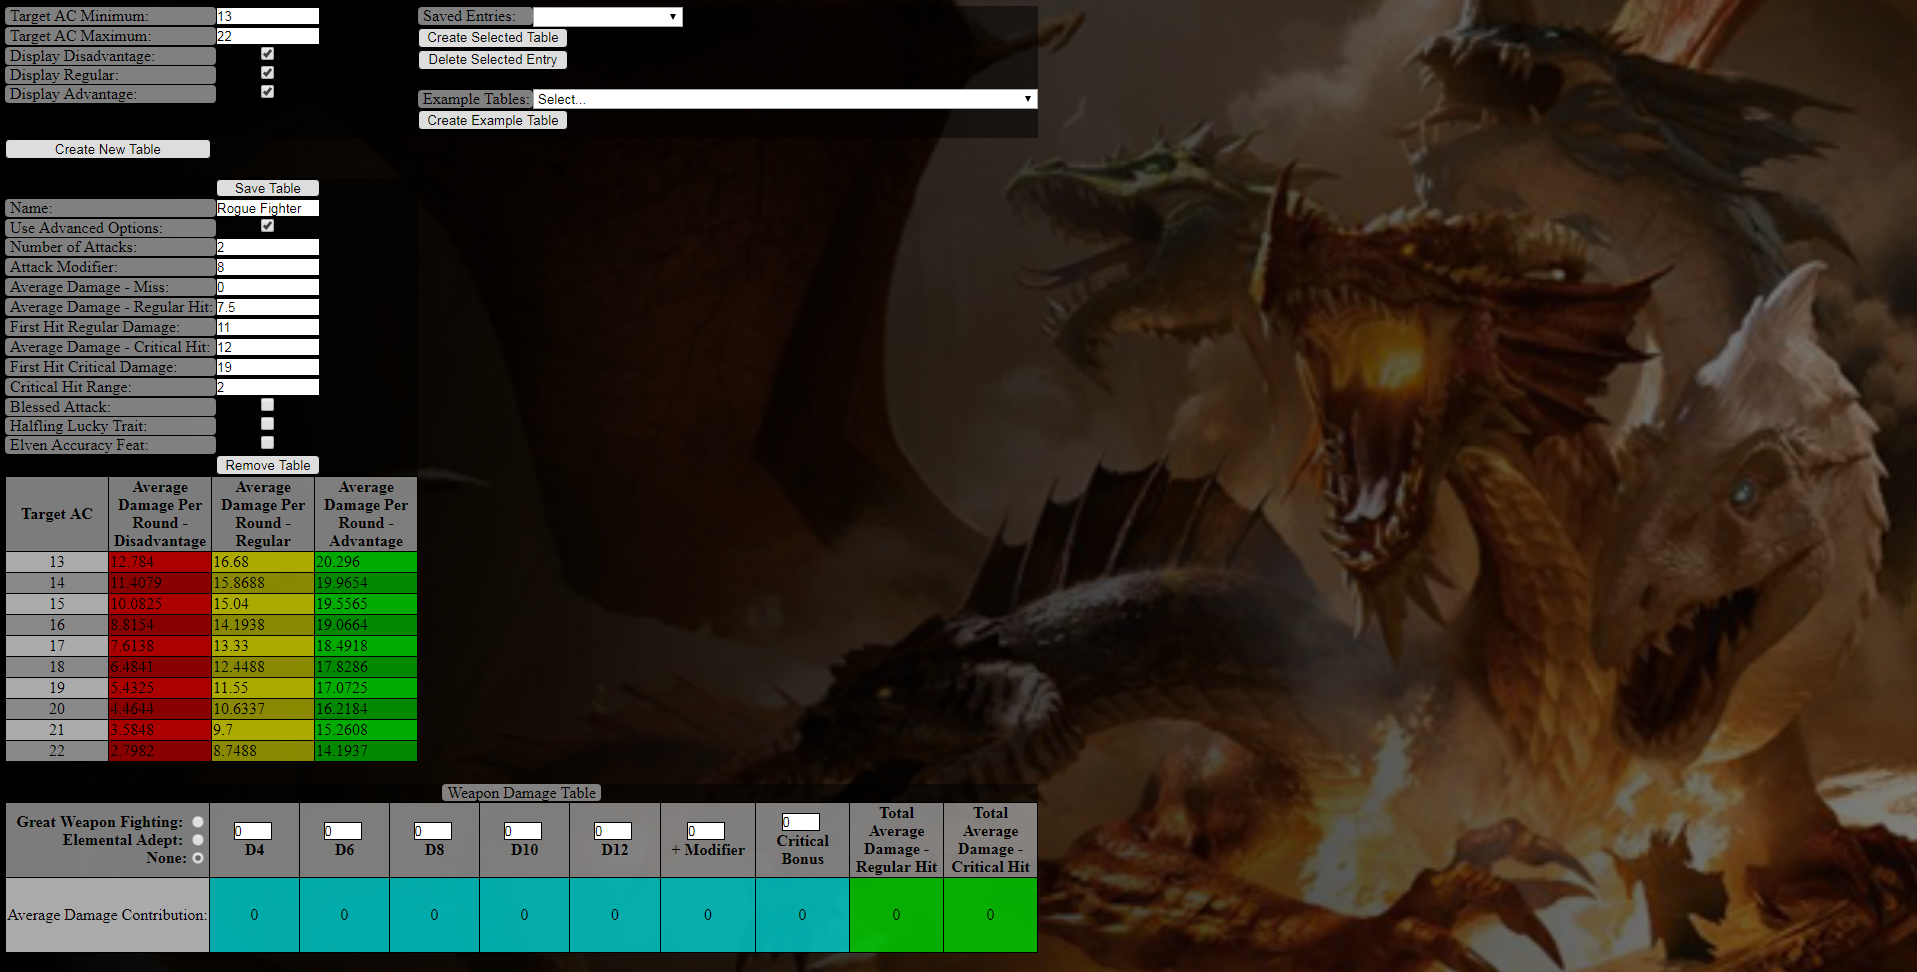 Target AC Minimum: 13
Target AC Maximum: 22
Display Disadvantage:
Display Regular:
Display Advantage:
Saved Entries:
Create Selected Table
Delete Selected Entry
Example Tables: Select...
Create Example Table
Create New Table
Save Table
Name: Rogue Fighter
Use Advanced Options:
Number of Attacks: 2
Attack Modifier: 8
Average Damage - Miss: 0
Average Damage - Regular Hit: 7.5
First Hit Regular Damage: 11
Average Damage - Critical Hit: 12
First Hit Critical Damage: 19
Critical Hit Range: 2
Blessed Attack:
Halfling Lucky Trait:
Elven Accuracy Feat:
Remove Table
Target AC
Average
Damage Per
Round -
Disadvantage
Average
Damage Per
Round -
Regular
Average
Damage Per
Round -
Advantage
13 12.784 16.68 20.296
14 11.4079 15.8688 19.9654
15 10.0825 15.04 19.5565
16 8.8154 14.1938 19.0664
17 7.6138 13.33 18.4918
18 6.4841 12.4488 17.8286
19 5.4325 11.55 17.0725
20 4.4644 10.6337 16.2184
21 3.5848 9.7 15.2608
22 2.7982 8.7488 14.1937
Weapon Damage Table
Great Weapon Fighting:
Elemental Adept:
None:
0
D4
0
D6
0
D8
0
D10
0
D12
0
+ Modifier
0
Critical
Bonus
Total
Average
Damage -
Regular Hit
Total
Average
Damage -
Critical Hit
Average Damage Contribution: 0 0 0 0 0 0 0 0 0